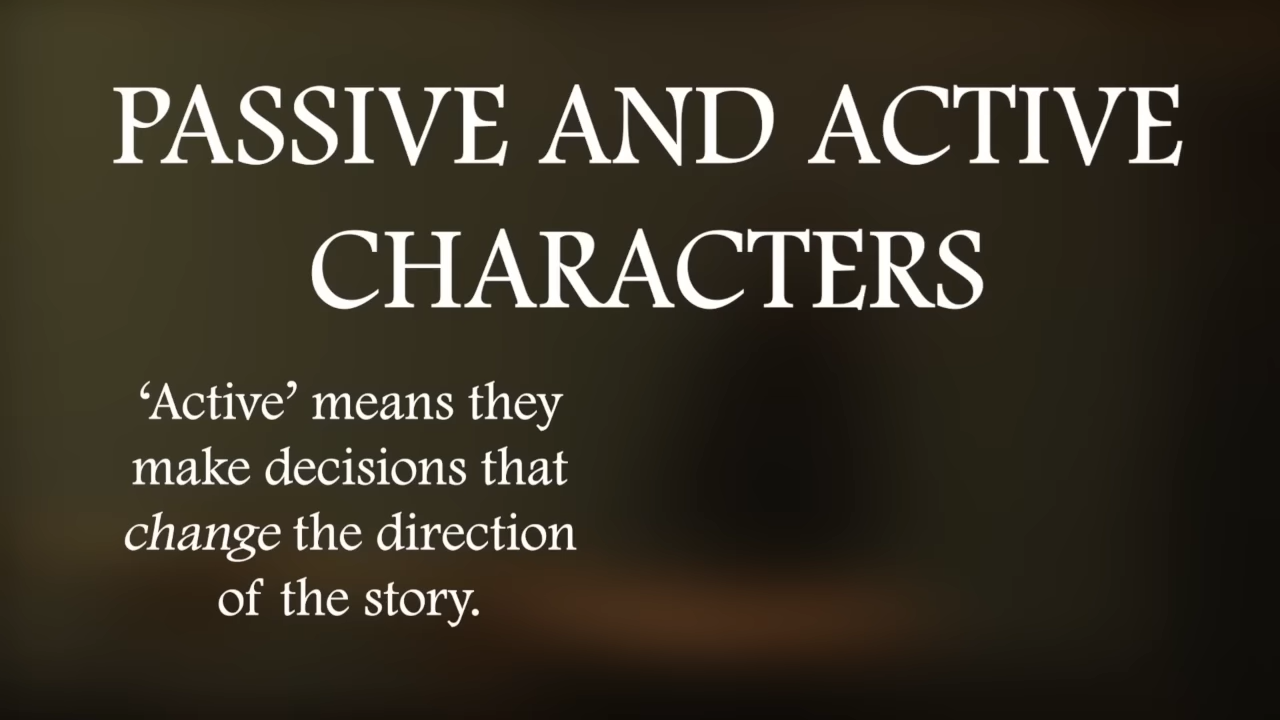 PASSIVE AND ACTIVE
CHARACTERS
‘Active’ means they
make decisions that
change the direction
of the story.